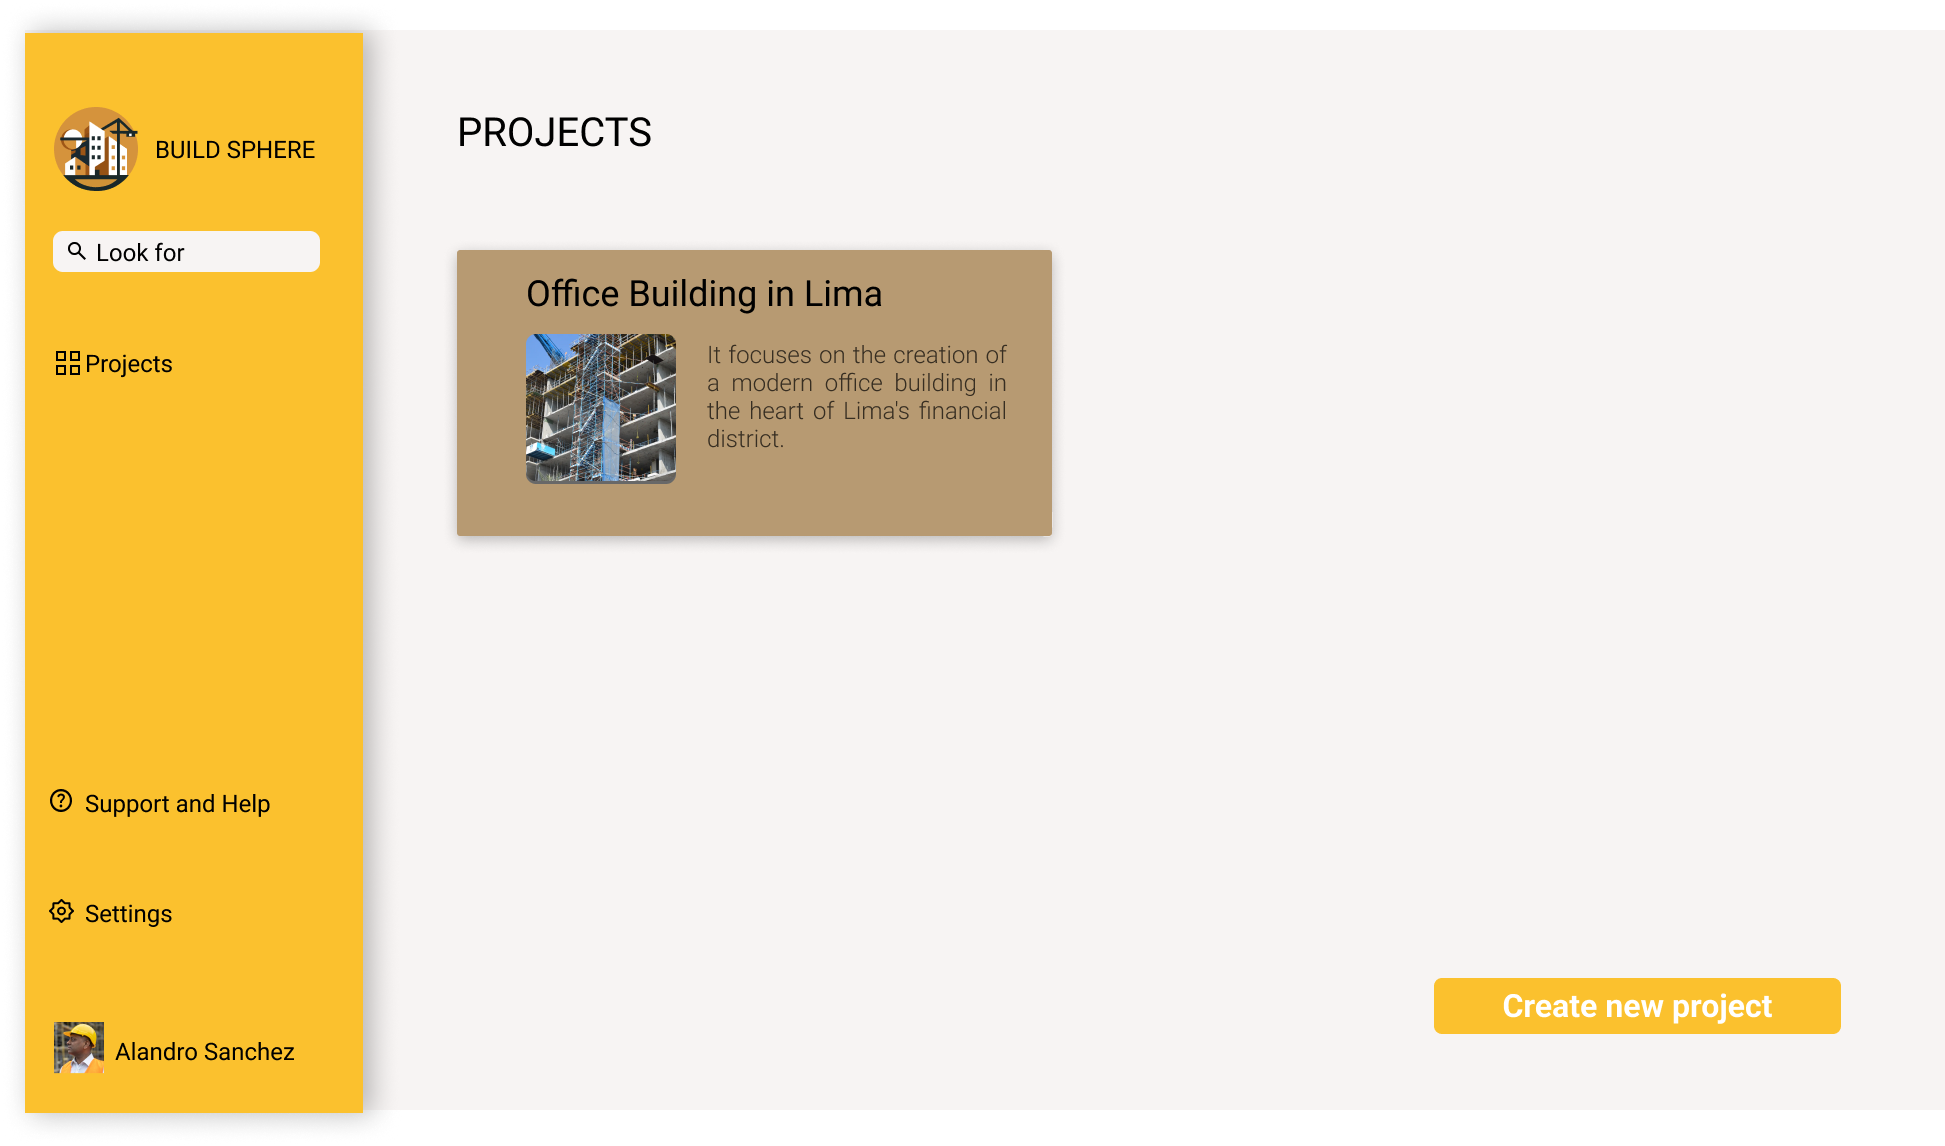 BUILD SPHERE
Look for
Projects
Support and Help
Settings
Alandro Sanchez
PROJECTS
Office Building in Lima
It focuses on the creation of
a modern office building in
the heart of Lima's financial
district.
Create new project